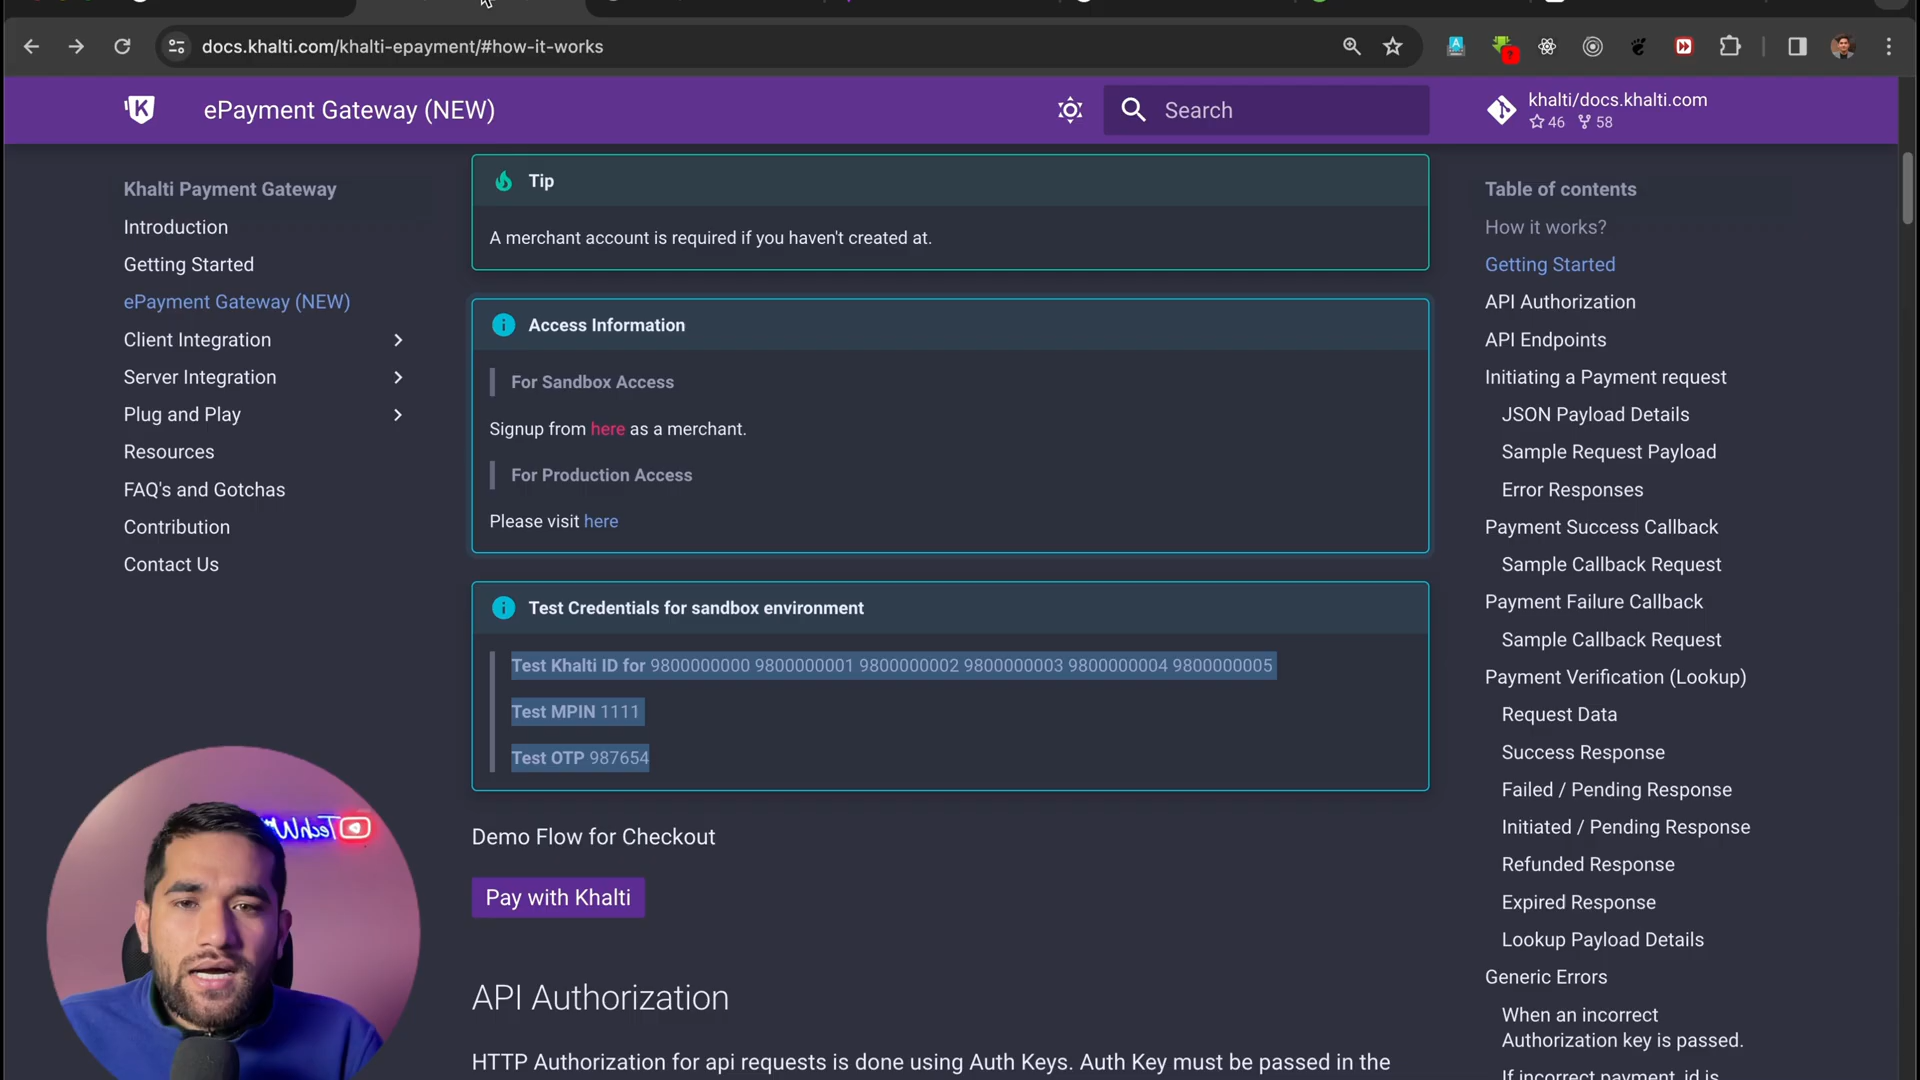 docs.khalti.com/khalti-epayment/#how-it-works
K
ePayment Gateway (NEW)
Search
khalti/docs.khalti.com
46 58
Khalti Payment Gateway
Introduction
Getting Started
ePayment Gateway (NEW)
Client Integration
Server Integration
Plug and Play
Resources
FAQ's and Gotchas
Contribution
Contact Us
Tip
A merchant account is required if you haven't created at.
Access Information
For Sandbox Access
Signup from here as a merchant.
For Production Access
Please visit here
Test Credentials for sandbox environment
Test Khalti ID for 9800000000 9800000001 9800000002 9800000003 9800000004 9800000005
Test MPIN 1111
Test OTP 987654
Demo Flow for Checkout
Pay with Khalti
API Authorization
HTTP Authorization for api requests is done using Auth Keys. Auth Key must be passed in the
Table of contents
How it works?
Getting Started
API Authorization
API Endpoints
Initiating a Payment request
JSON Payload Details
Sample Request Payload
Error Responses
Payment Success Callback
Sample Callback Request
Payment Failure Callback
Sample Callback Request
Payment Verification (Lookup)
Request Data
Success Response
Failed / Pending Response
Initiated / Pending Response
Refunded Response
Expired Response
Lookup Payload Details
Generic Errors
When an incorrect
Authorization key is passed.
If incorrect payment_id is